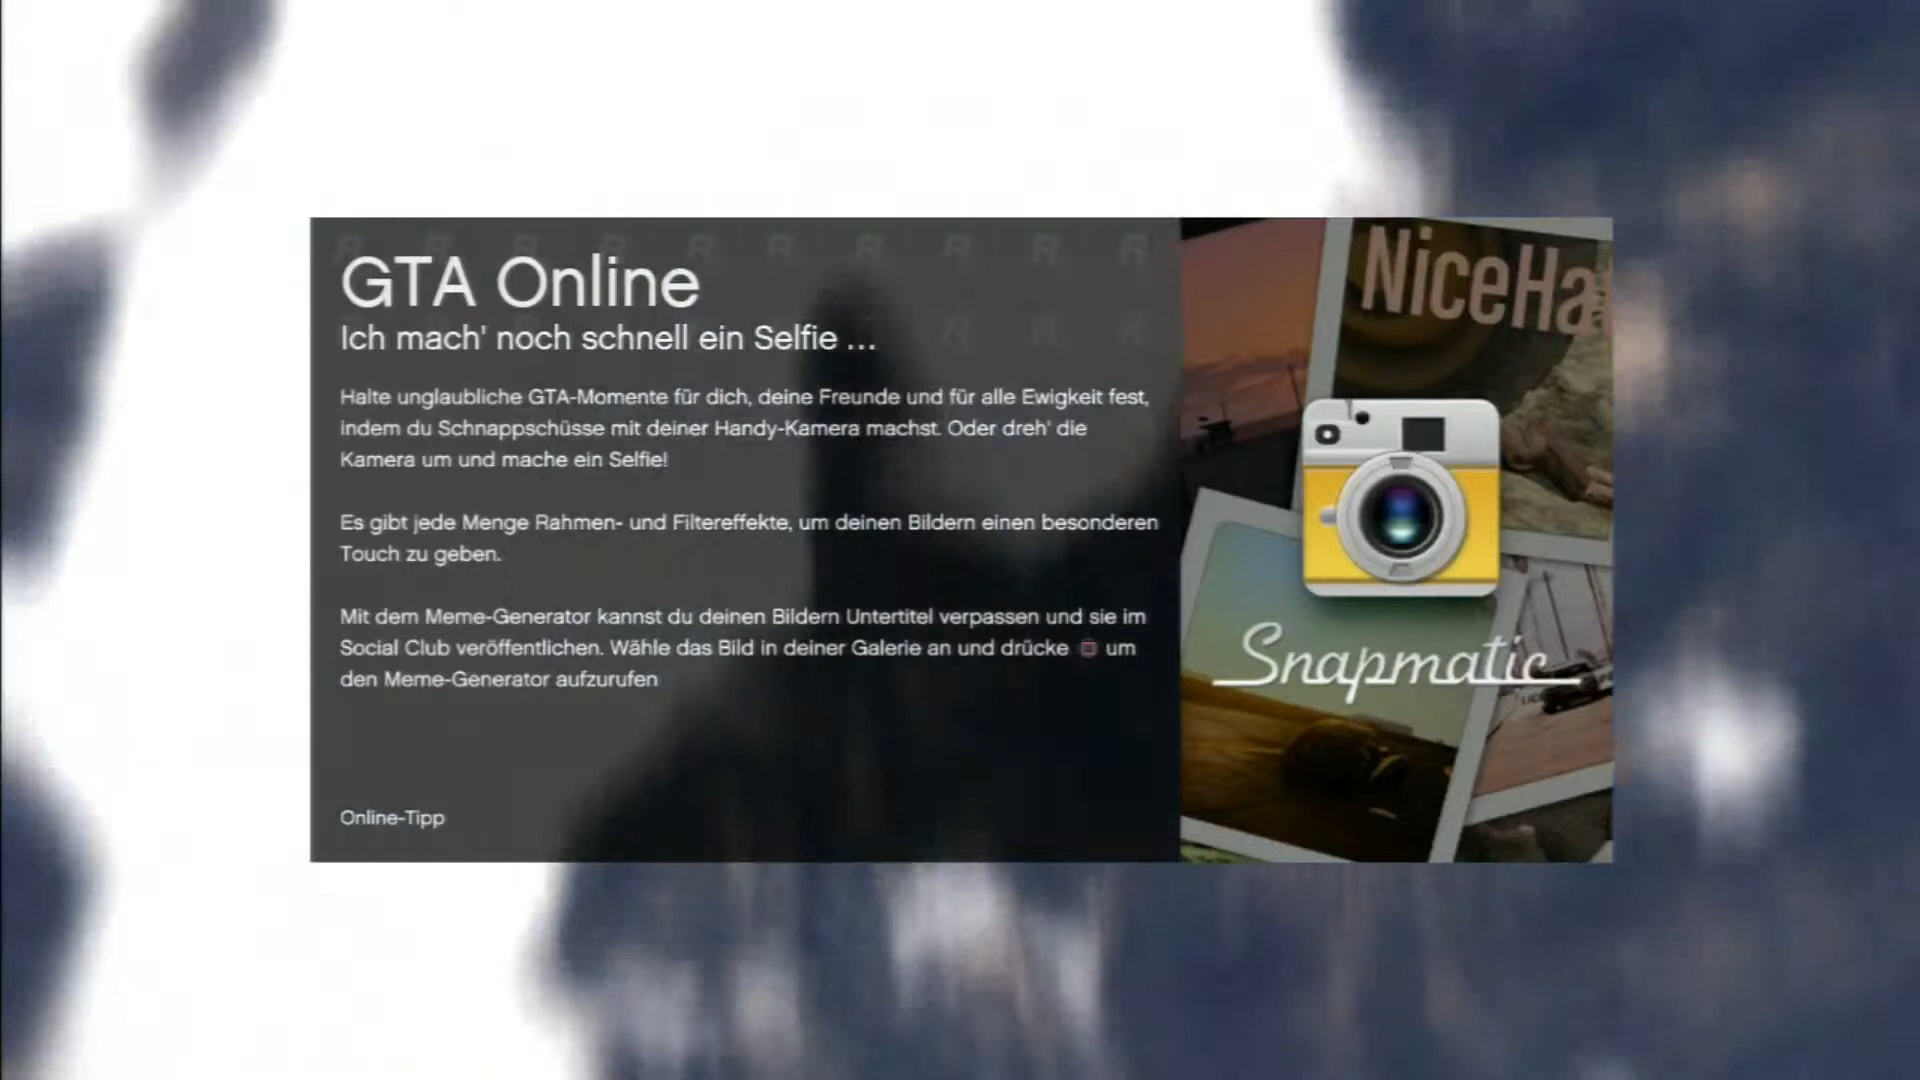 GTA Online
Ich mach' noch schnell ein Selfie ...
Halte unglaubliche GTA-Momente für dich, deine Freunde und für alle Ewigkeit fest,
indem du Schnappschüsse mit deiner Handy-Kamera machst. Oder dreh' die
Kamera um und mache ein Selfie!
Es gibt jede Menge Rahmen- und Filtereffekte, um deinen Bildern einen besonderen
Touch zu geben.
Mit dem Meme-Generator kannst du deinen Bildern Untertitel verpassen und sie im
Social Club veröffentlichen. Wähle das Bild in deiner Galerie an und drücke um
den Meme-Generator aufzurufen
Online-Tipp
NiceHa
Snapmatic